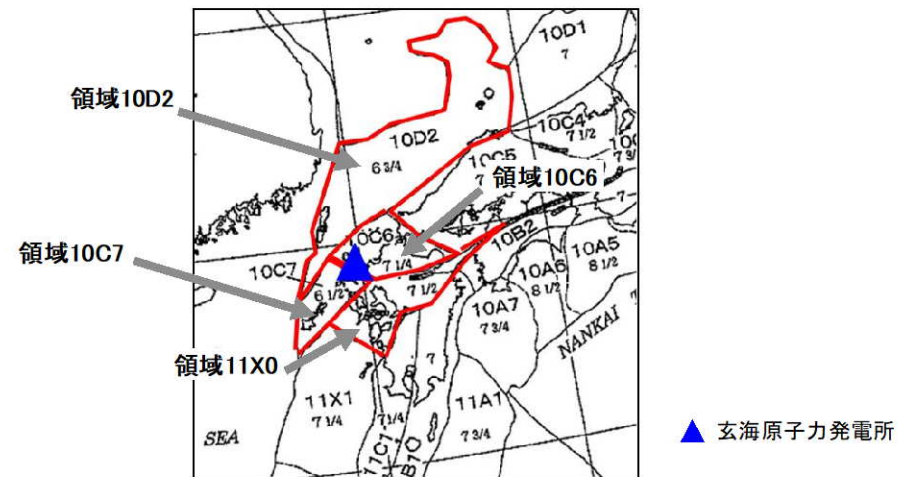 10D1
7
領域10D2
10C4
7 1/2
10D2
6 3/4
10C5
7
領域10C6
7
10C6
10B2
領域10C7
10C7
7 1/4
10A5
8 1/2
10A6
8 1/2
6 1/2
7 1/2
10A7
7 3/4
NANKAI
領域11X0
7
11X1
7 1/4
7 1/4
11A1
7 3/4
SEA
11C1
B10
玄海原子力発電所